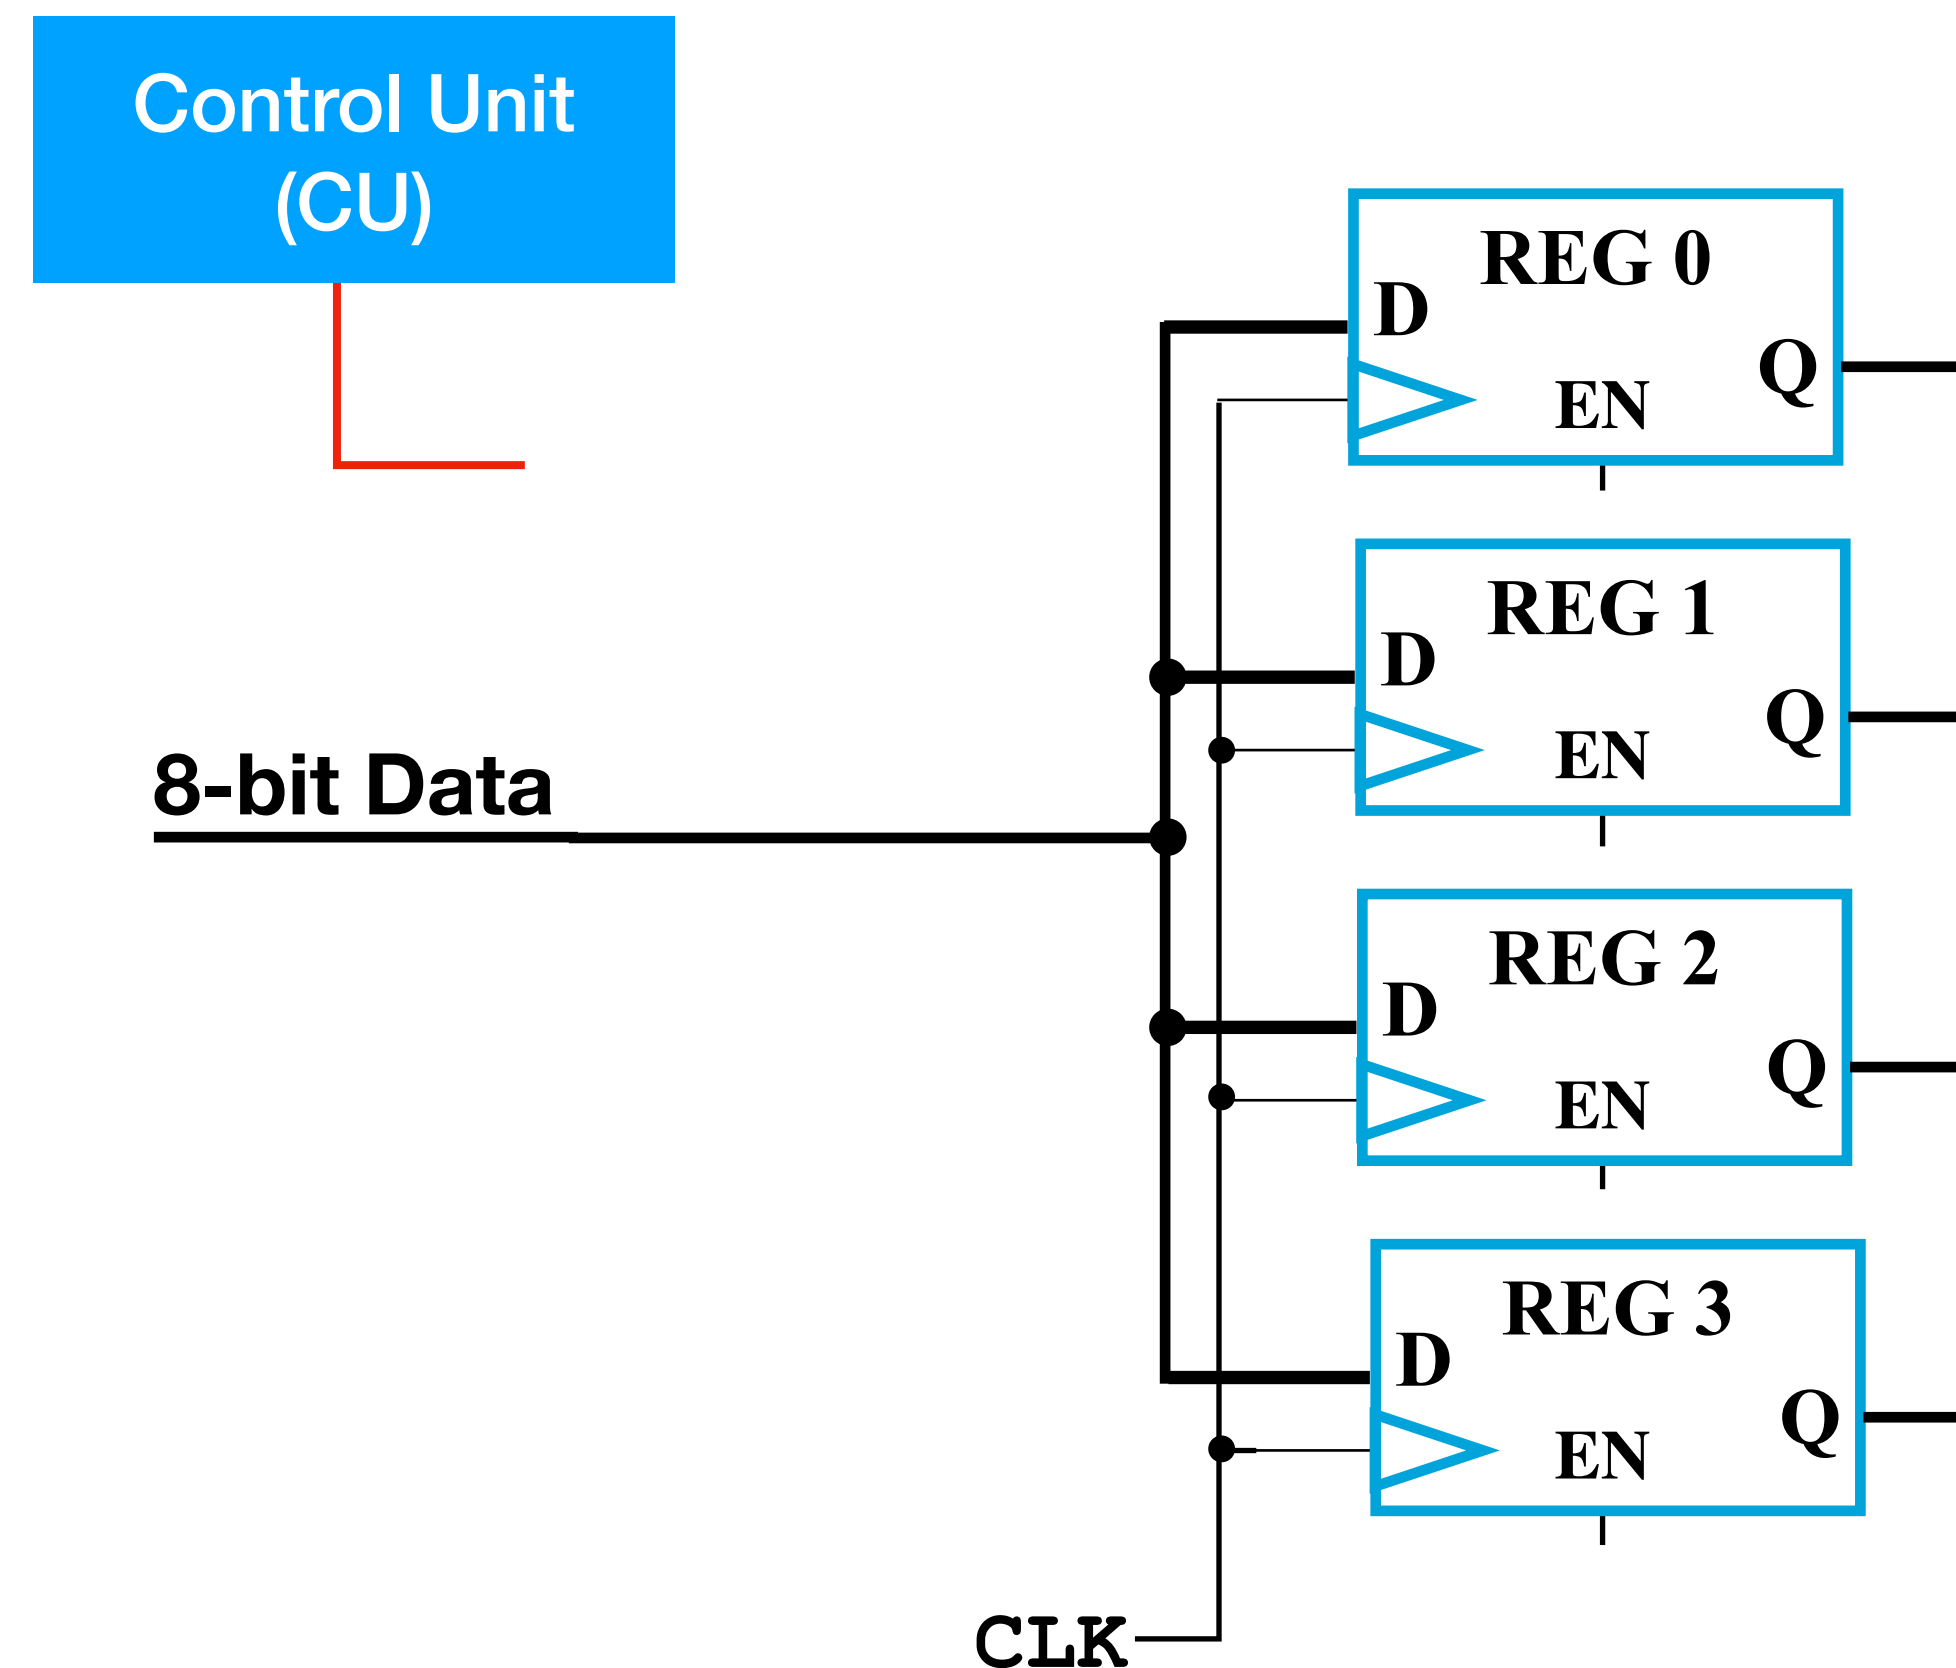 Control Unit
(CU)
REG 0
D
Q
EN
REG 1
D
Q
EN
8-bit Data
REG 2
D
Q
EN
REG 3
D
Q
EN
CLK